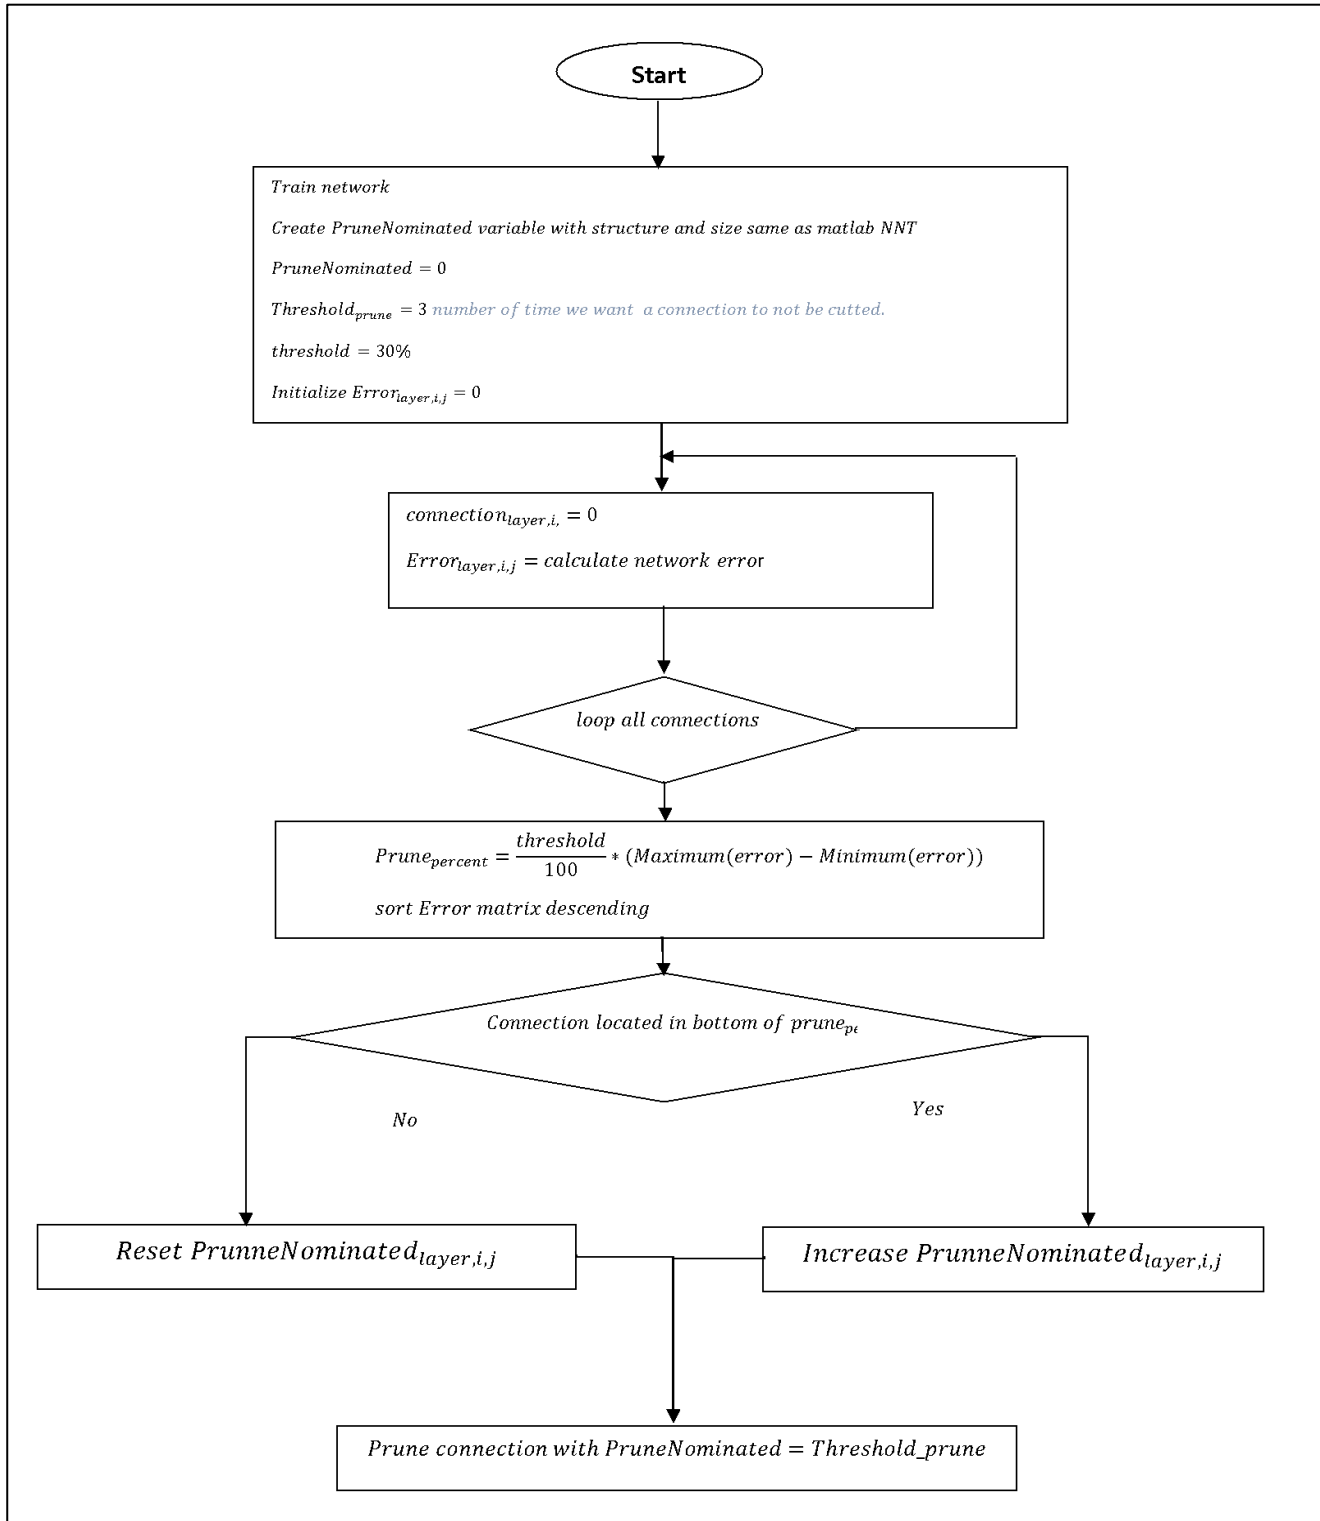 Start
Train network
Create PruneNominated variable with structure and size same as matlab NNT
PruneNominated = 0
Threshold_prune = 3 number of time we want a connection to not be cutted.
threshold = 30%
Initialize Error_layer,i,j = 0
connection_layer,i, = 0
Error_layer,i,j = calculate network error
loop all connections
Prune_percent = threshold/100 * (Maximum(error) − Minimum(error))
sort Error matrix descending
Connection located in bottom of prune_pe
No
Yes
Reset PrunneNominated_layer,i,j
Increase PrunneNominated_layer,i,j
Prune connection with PruneNominated = Threshold_prune